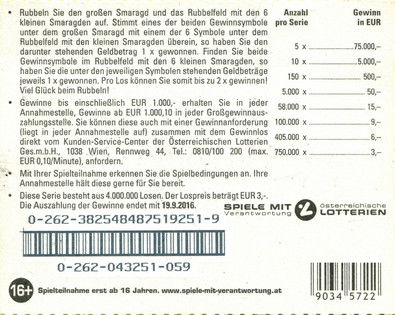 • Rubbeln Sie den großen Smaragd und das Rubbelfeld mit den 6
kleinen Smaragden auf. Stimmt eines der beiden Gewinnsymbole
unter dem großen Smaragd mit einem der 6 Symbole unter dem
Rubbelfeld mit den kleinen Smaragden überein, so haben Sie den
darunter stehenden Geldbetrag 1 x gewonnen. Finden Sie beide
Gewinnsymbole im Rubbelfeld mit den 6 kleinen Smaragden, so
haben Sie die unter den jeweiligen Symbolen stehenden Geldbeträge
jeweils 1 x gewonnen. Pro Los können Sie somit bis zu 2 x gewinnen!
Viel Glück beim Rubbeln!
• Gewinne bis einschließlich EUR 1.000,- erhalten Sie in jeder
Annahmestelle, Gewinne ab EUR 1.000,10 in jeder Großgewinnaus-
zahlungsstelle. Sie können diese auch mit einer Gewinnanforderung
(liegt in jeder Annahmestelle auf) zusammen mit dem Gewinnlos
direkt vom Kunden-Service-Center der Österreichischen Lotterien
Ges.m.b.H., 1038 Wien, Rennweg 44, Tel.: 0810/100 200 (max.
EUR 0,10/Minute), anfordern.
• Mit Ihrer Spielteilnahme erkennen Sie die Spielbedingungen an. Ihre
Annahmestelle hält diese gerne für Sie bereit.
• Diese Serie besteht aus 4.000.000 Losen. Der Lospreis beträgt EUR 3,-.
Die Auszahlung der Gewinne endet mit 19.9.2016.
Anzahl Gewinn
pro Serie in EUR
5 x 75.000,-
10 x 5.000,-
150 x 500,-
5.000 x 50,-
58.000 x 15,-
100.000 x 9,-
405.000 x 6,-
750.000 x 3,-
SPIELE MIT österreichische
Verantwortung LOTTERIEN
0-262-382548487519251-9
0-262-043251-059
16+ Spielteilnahme erst ab 16 Jahren. www.spiele-mit-verantwortung.at
9034 5722